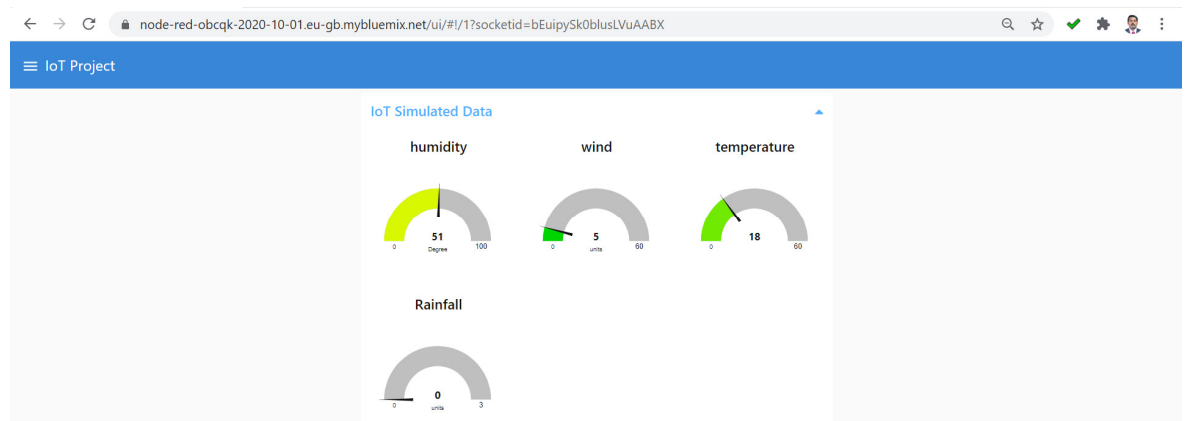 node-red-obcqk-2020-10-01.eu-gb.mybluemix.net/ui/#!/1?socketid=bEuipySk0blusLVuAABX
IoT Project
IoT Simulated Data
humidity wind temperature
51 5 18
0 Degree 100 0 units 60 0 60
Rainfall
0
0 units 3